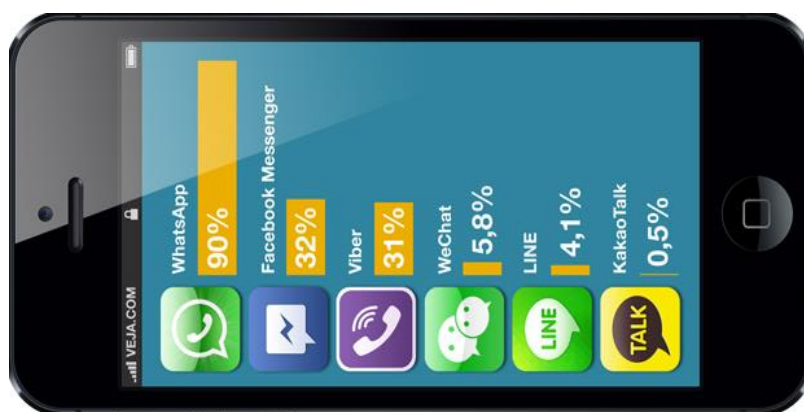 VEJA.COM
WhatsApp
90%
Facebook Messenger
32%
Viber
31%
WeChat
5,8%
LINE
LINE
4,1%
TALK
KakaoTalk
0,5%